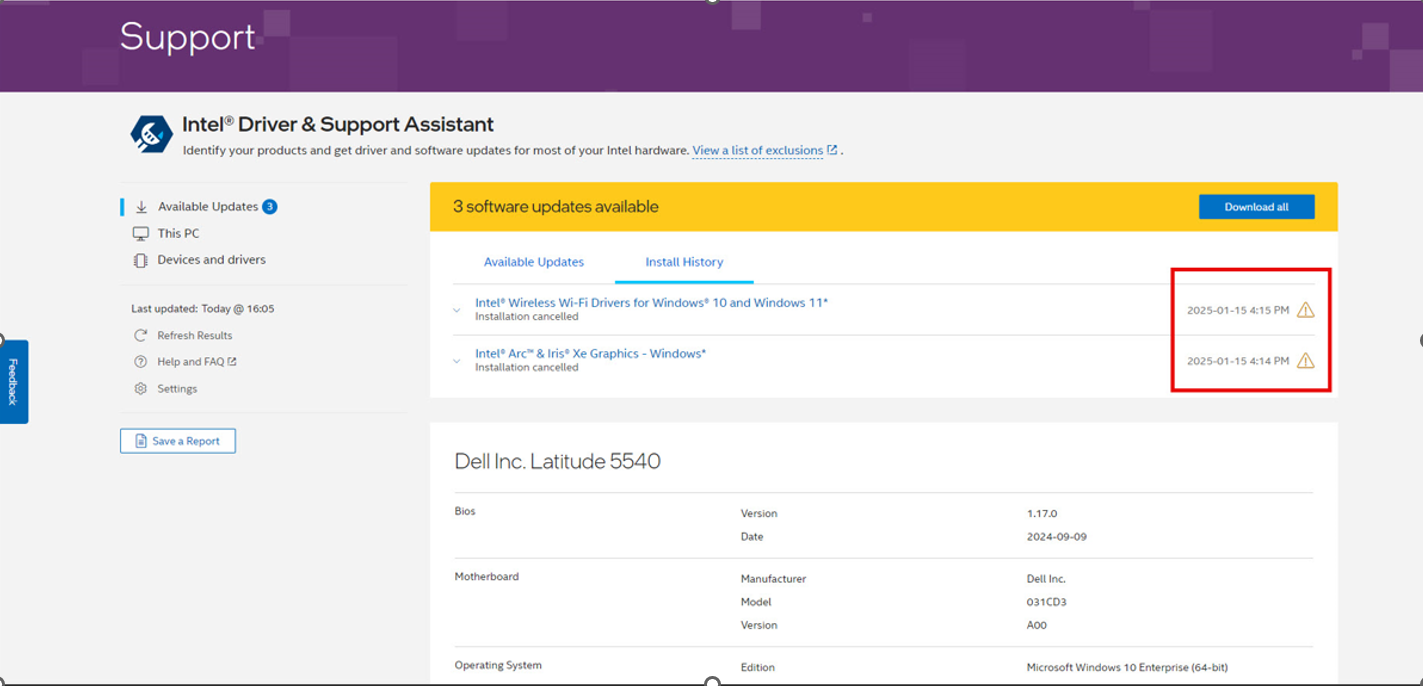 Support
Intel® Driver & Support Assistant
Identify your products and get driver and software updates for most of your Intel hardware. View a list of exclusions .
Available Updates 3
This PC
Devices and drivers
Last updated: Today @ 16:05
Refresh Results
Help and FAQ
Settings
Save a Report
Feedback
3 software updates available
Download all
Available Updates
Install History
Intel® Wireless Wi-Fi Drivers for Windows® 10 and Windows 11*
Installation cancelled
2025-01-15 4:15 PM
Intel® Arc™ & Iris® Xe Graphics - Windows*
Installation cancelled
2025-01-15 4:14 PM
Dell Inc. Latitude 5540
Bios
Version
1.17.0
Date
2024-09-09
Motherboard
Manufacturer
Dell Inc.
Model
031CD3
Version
A00
Operating System
Edition
Microsoft Windows 10 Enterprise (64-bit)